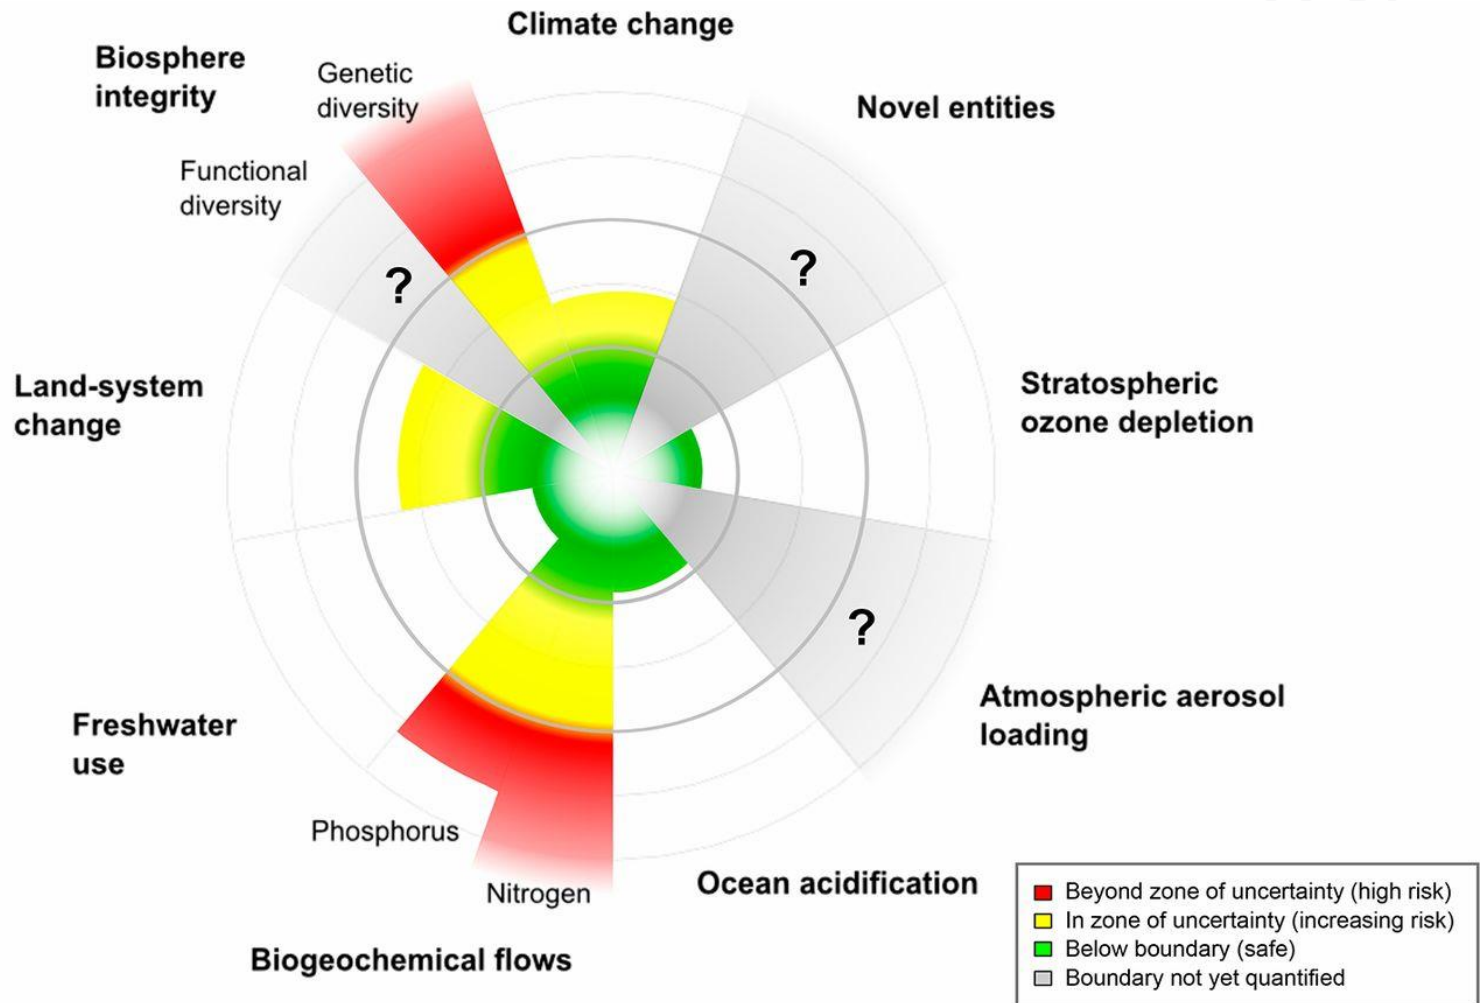 Climate change
Biosphere
integrity
Genetic
diversity
Novel entities
Functional
diversity
?
?
Land-system
change
Stratospheric
ozone depletion
?
Atmospheric aerosol
loading
Freshwater
use
Phosphorus
Nitrogen
Ocean acidification
Biogeochemical flows
Beyond zone of uncertainty (high risk)
In zone of uncertainty (increasing risk)
Below boundary (safe)
Boundary not yet quantified